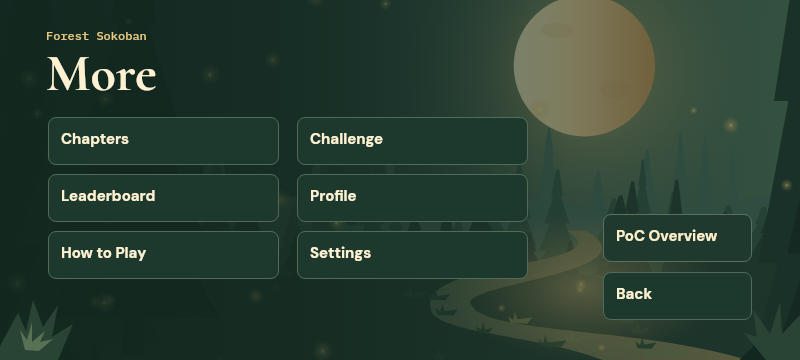 Forest Sokoban
More
Chapters
Challenge
Leaderboard
Profile
How to Play
Settings
PoC Overview
Back